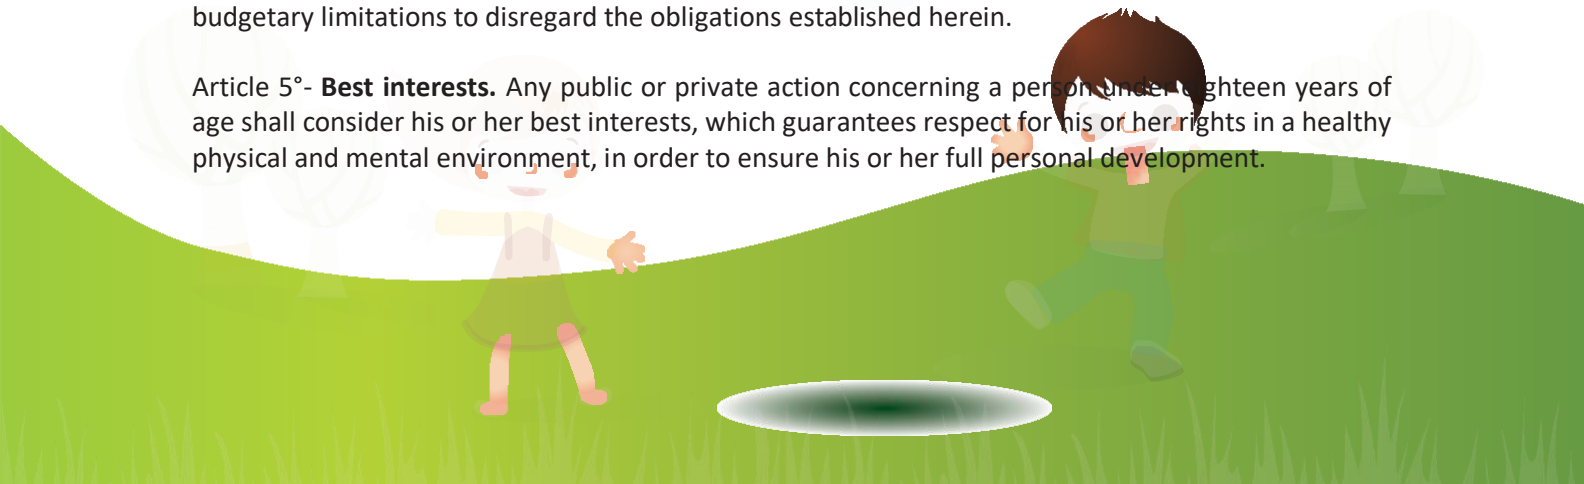 budgetary limitations to disregard the obligations established herein.
Article 5°- Best interests. Any public or private action concerning a person under eighteen years of
age shall consider his or her best interests, which guarantees respect for his or her rights in a healthy
physical and mental environment, in order to ensure his or her full personal development.